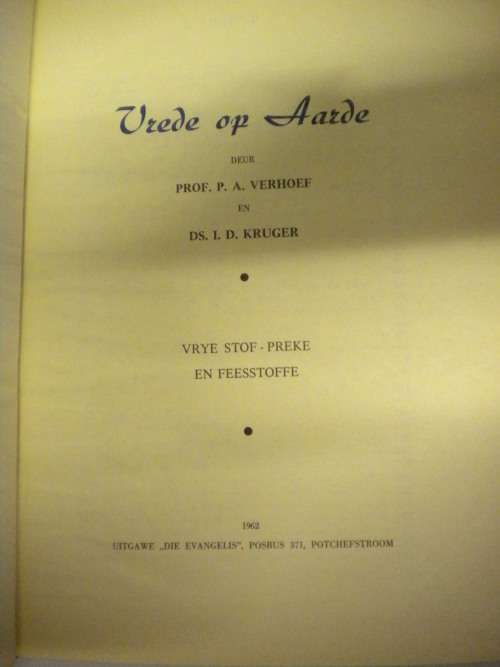 Vrede op Aarde
DEUR
PROF. P. A. VERHOEF
EN
DS. I. D. KRUGER
VRYE STOF - PREKE
EN FEESSTOFFE
1962
UITGAWE „DIE EVANGELIS”, POSBUS 371, POTCHEFSTROOM